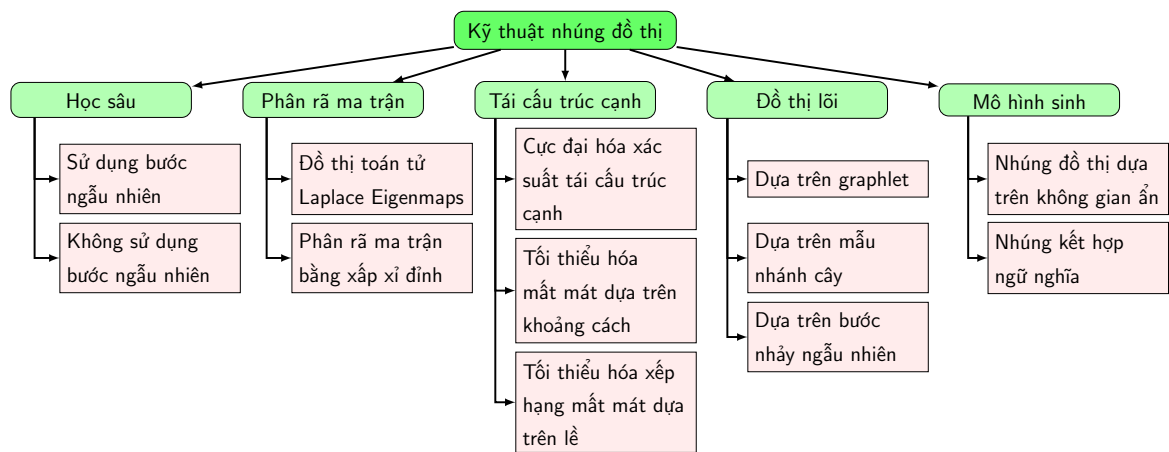 Kỹ thuật nhúng đồ thị
Học sâu
Sử dụng bước
ngẫu nhiên
Không sử dụng
bước ngẫu nhiên
Phân rã ma trận
Đồ thị toán tử
Laplace Eigenmaps
Phân rã ma trận
bằng xấp xỉ đỉnh
Tái cấu trúc cạnh
Cực đại hóa xác
suất tái cấu trúc
cạnh
Tối thiểu hóa
mất mát dựa trên
khoảng cách
Tối thiểu hóa xếp
hạng mất mát dựa
trên lề
Đồ thị lõi
Dựa trên graphlet
Dựa trên mẫu
nhánh cây
Dựa trên bước
nhảy ngẫu nhiên
Mô hình sinh
Nhúng đồ thị dựa
trên không gian ẩn
Nhúng kết hợp
ngữ nghĩa